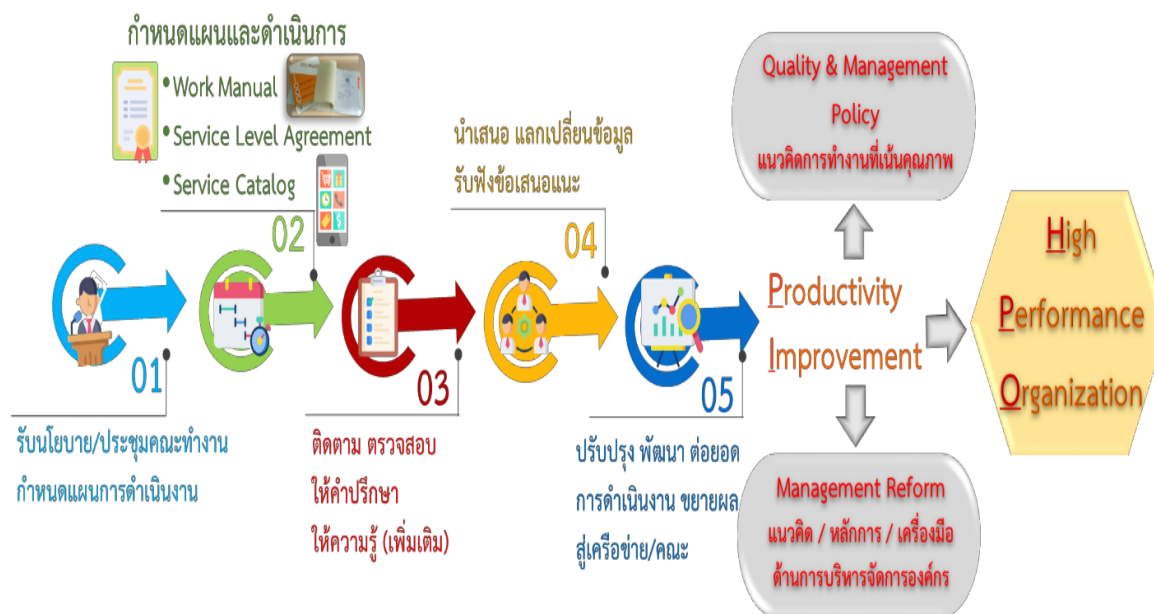 กำหนดแผนและดำเนินการ
•Work Manual
•Service Level Agreement
•Service Catalog
01
รับนโยบาย/ประชุมคณะทำงาน
กำหนดแผนการดำเนินงาน
02
03
ติดตาม ตรวจสอบ
ให้คำปรึกษา
ให้ความรู้ (เพิ่มเติม)
นำเสนอ แลกเปลี่ยนข้อมูล
รับฟังข้อเสนอแนะ
04
05
ปรับปรุง พัฒนา ต่อยอด
การดำเนินงาน ขยายผล
สู่เครือข่าย/คณะ
Quality & Management
Policy
แนวคิดการทำงานที่เน้นคุณภาพ
Productivity
Improvement
Management Reform
แนวคิด / หลักการ / เครื่องมือ
ด้านการบริหารจัดการองค์กร
High
Performance
Organization